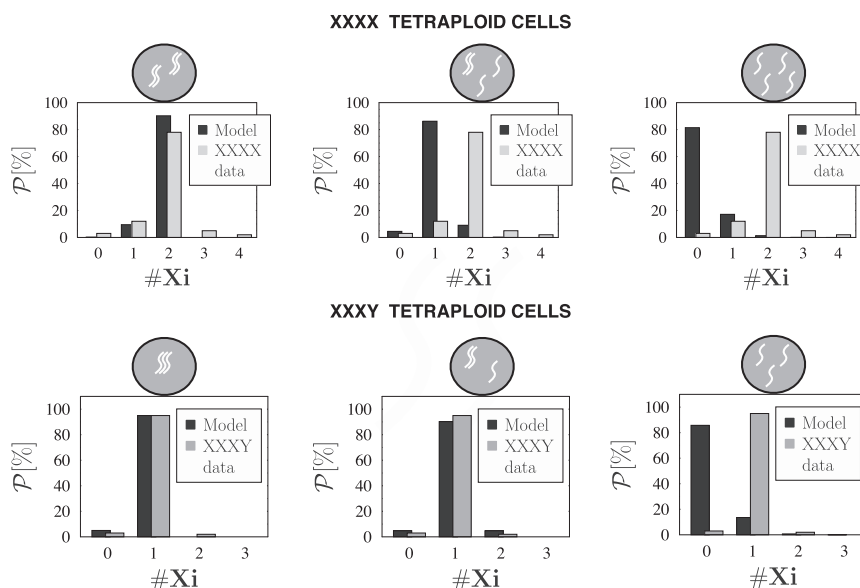 XXXX TETRAPLOID CELLS
100
80
60
40
20
0
P[%]
Model
XXXX
data
0 1 2 3 4
#Xi
100
80
60
40
20
0
P[%]
Model
XXXX
data
0 1 2 3 4
#Xi
100
80
60
40
20
0
P[%]
Model
XXXX
data
0 1 2 3 4
#Xi
XXXY TETRAPLOID CELLS
100
80
60
40
20
0
P[%]
Model
XXXY
data
0 1 2 3
#Xi
100
80
60
40
20
0
P[%]
Model
XXXY
data
0 1 2 3
#Xi
100
80
60
40
20
0
P[%]
Model
XXXY
data
0 1 2 3
#Xi